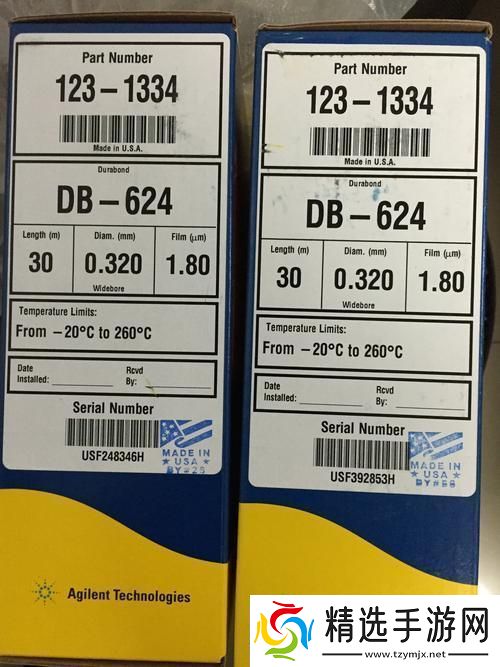 Part Number
123-1334
Made in U.S.A.
Durabond
DB-624
Length (m) Diam. (mm) Film (μm)
30 0.320 1.80
Widebore
Temperature Limits:
From -20°C to 260°C
Date Installed: Rcvd By:
Serial Number
USF248346H
MADE IN
USA
BY#26
Agilent Technologies
Part Number
123-1334
Made in U.S.A.
Durabond
DB-624
Length (m) Diam. (mm) Film (μm)
30 0.320 1.80
Widebore
Temperature Limits:
From -20°C to 260°C
Date Installed: Rcvd By:
Serial Number
USF392853H
MADE IN
USA
精选手游网
www.tzymjx.net